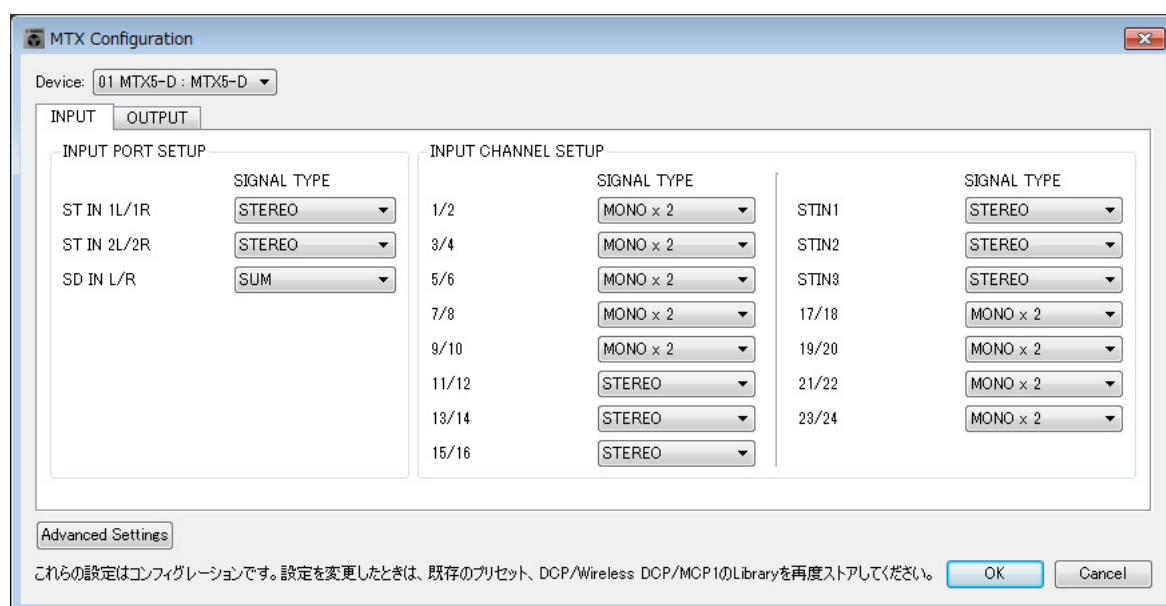 MTX Configuration
Device: 01 MTX5-D : MTX5-D
INPUT OUTPUT
INPUT PORT SETUP
SIGNAL TYPE
ST IN 1L/1R STEREO
ST IN 2L/2R STEREO
SD IN L/R SUM
INPUT CHANNEL SETUP
SIGNAL TYPE
1/2 MONO x 2
3/4 MONO x 2
5/6 MONO x 2
7/8 MONO x 2
9/10 MONO x 2
11/12 STEREO
13/14 STEREO
15/16 STEREO
SIGNAL TYPE
STIN1 STEREO
STIN2 STEREO
STIN3 STEREO
17/18 MONO x 2
19/20 MONO x 2
21/22 MONO x 2
23/24 MONO x 2
Advanced Settings
これらの設定はコンフィグレーションです。設定を変更したときは、既存のプリセット、DCP/Wireless DCP/MCP1のLibraryを再度ストアしてください。
OK Cancel